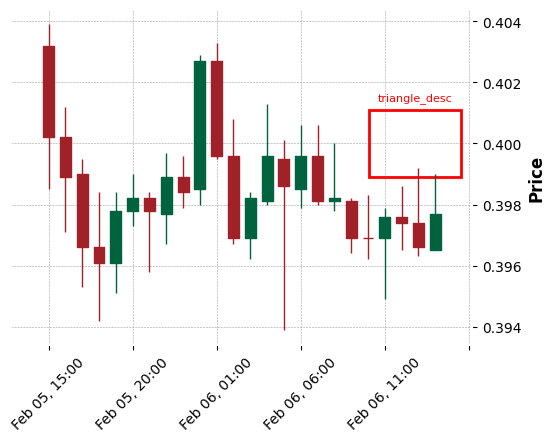 triangle_desc
0.404
0.402
0.400
0.398
0.396
0.394
Price
Feb 05, 15:00
Feb 05, 20:00
Feb 06, 01:00
Feb 06, 06:00
Feb 06, 11:00